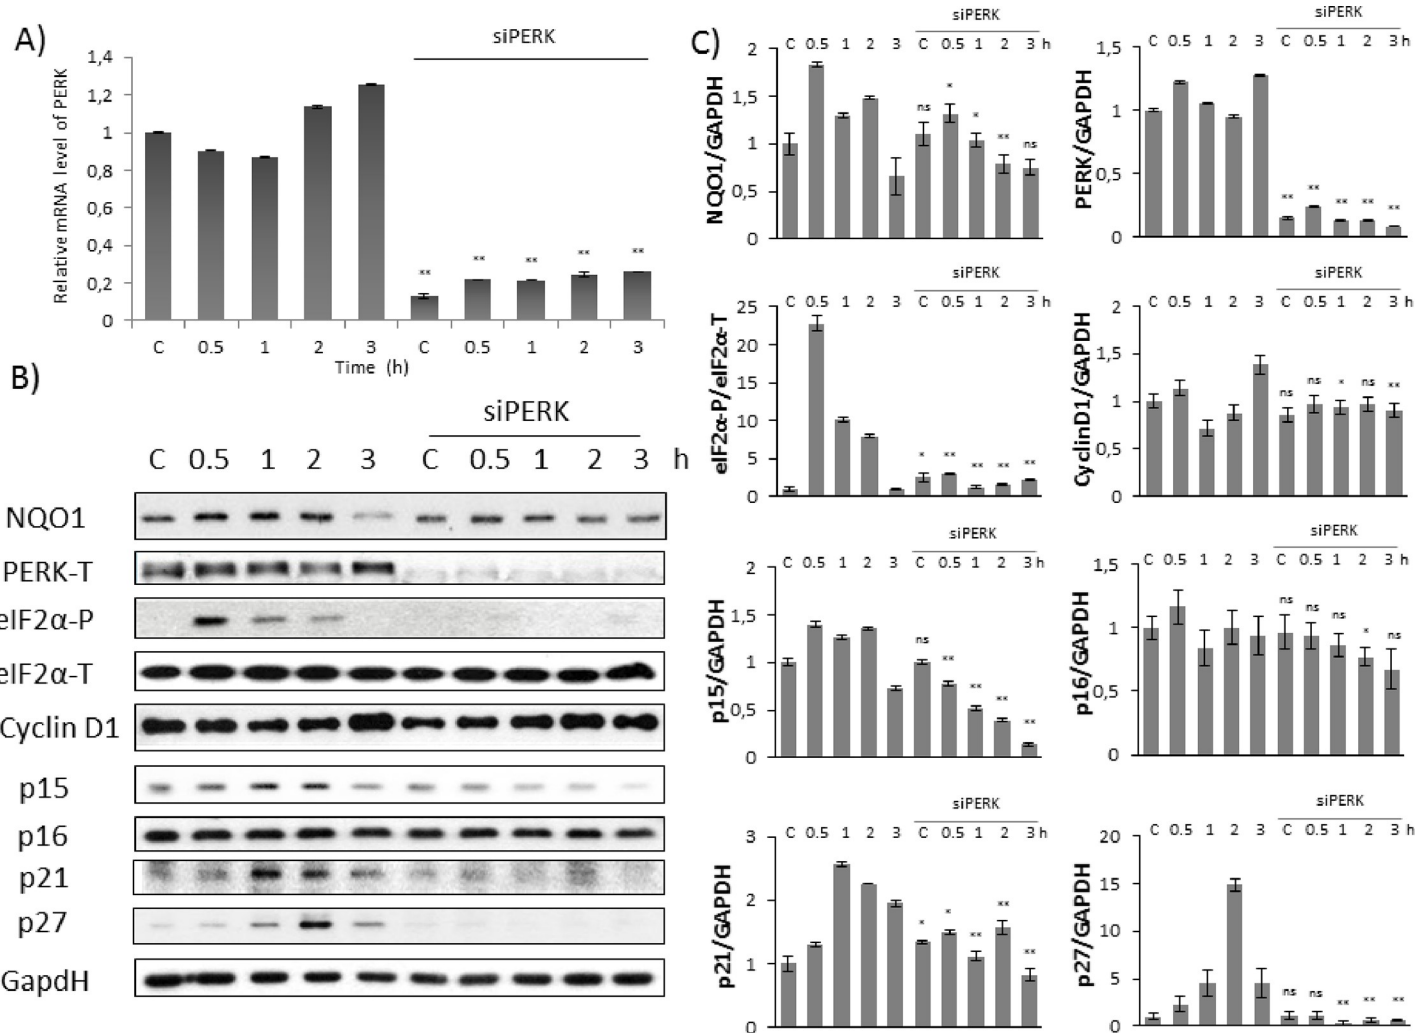 A)
siPERK
Relative mRNA level of PERK
1,4
1,2
1
0,8
0,6
0,4
0,2
0
** ** ** ** **
C 0.5 1 2 3 C 0.5 1 2 3
Time (h)
B)
siPERK
C 0.5 1 2 3 C 0.5 1 2 3 h
NQO1
PERK-T
eIF2α-P
eIF2α-T
Cyclin D1
p15
p16
p21
p27
GapdH
C)
siPERK
C 0.5 1 2 3 C 0.5 1 2 3 h
NQO1/GAPDH
2
1,5
1
0,5
0
ns * * ** ns
siPERK
C 0.5 1 2 3 C 0.5 1 2 3 h
PERK/GAPDH
1,5
1
0,5
0
** ** ** ** **
siPERK
C 0.5 1 2 3 C 0.5 1 2 3 h
eIF2α-P/eIF2α-T
25
20
15
10
5
0
* ** ** ** **
siPERK
C 0.5 1 2 3 C 0.5 1 2 3 h
CyclinD1/GAPDH
2
1,5
1
0,5
0
ns ns * ns **
siPERK
C 0.5 1 2 3 C 0.5 1 2 3 h
p15/GAPDH
2
1,5
1
0,5
0
ns ** ** ** **
siPERK
C 0.5 1 2 3 C 0.5 1 2 3 h
p16/GAPDH
1,5
1
0,5
0
ns ns ns * ns
siPERK
C 0.5 1 2 3 C 0.5 1 2 3 h
p21/GAPDH
3
2
1
0
* * ** ** **
siPERK
C 0.5 1 2 3 C 0.5 1 2 3 h
p27/GAPDH
20
15
10
5
0
ns ns ** ** **